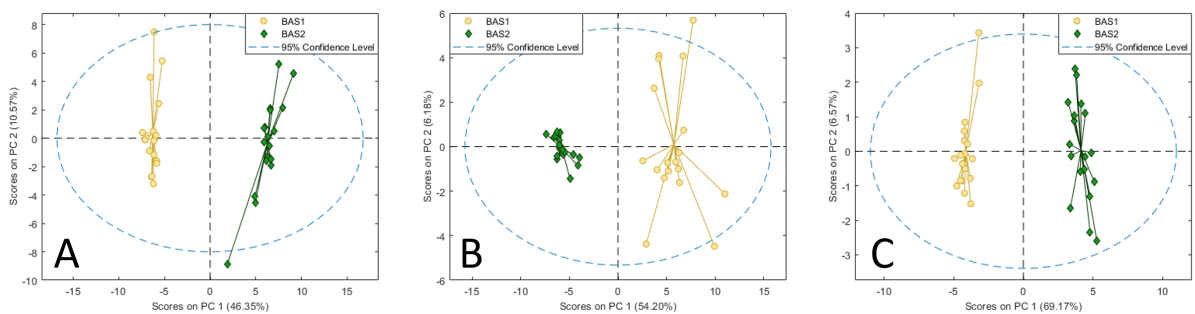 BAS1
BAS2
95% Confidence Level
8
6
4
2
0
-2
-4
-6
-8
-10
-15
-10
-5
0
5
10
15
Scores on PC 2 (10.57%)
Scores on PC 1 (46.35%)
A
BAS1
BAS2
95% Confidence Level
6
4
2
0
-2
-4
-6
-15
-10
-5
0
5
10
15
Scores on PC 2 (6.18%)
Scores on PC 1 (54.20%)
B
BAS1
BAS2
95% Confidence Level
4
3
2
1
0
-1
-2
-3
-10
-5
0
5
10
Scores on PC 2 (6.57%)
Scores on PC 1 (69.17%)
C